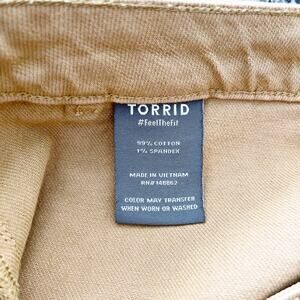 TORRID
#FeelTheFit
99% COTTON
1% SPANDEX
MADE IN VIETNAM
RN#148862
COLOR MAY TRANSFER
WHEN WORN OR WASHED